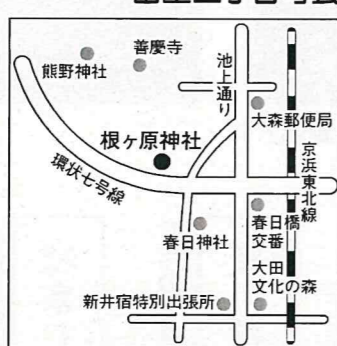 善慶寺
熊野神社
池上通り
大森郵便局
根ヶ原神社
京浜東北線
環状七号線
春日橋
交番
春日神社
大田
文化の森
新井宿特別出張所